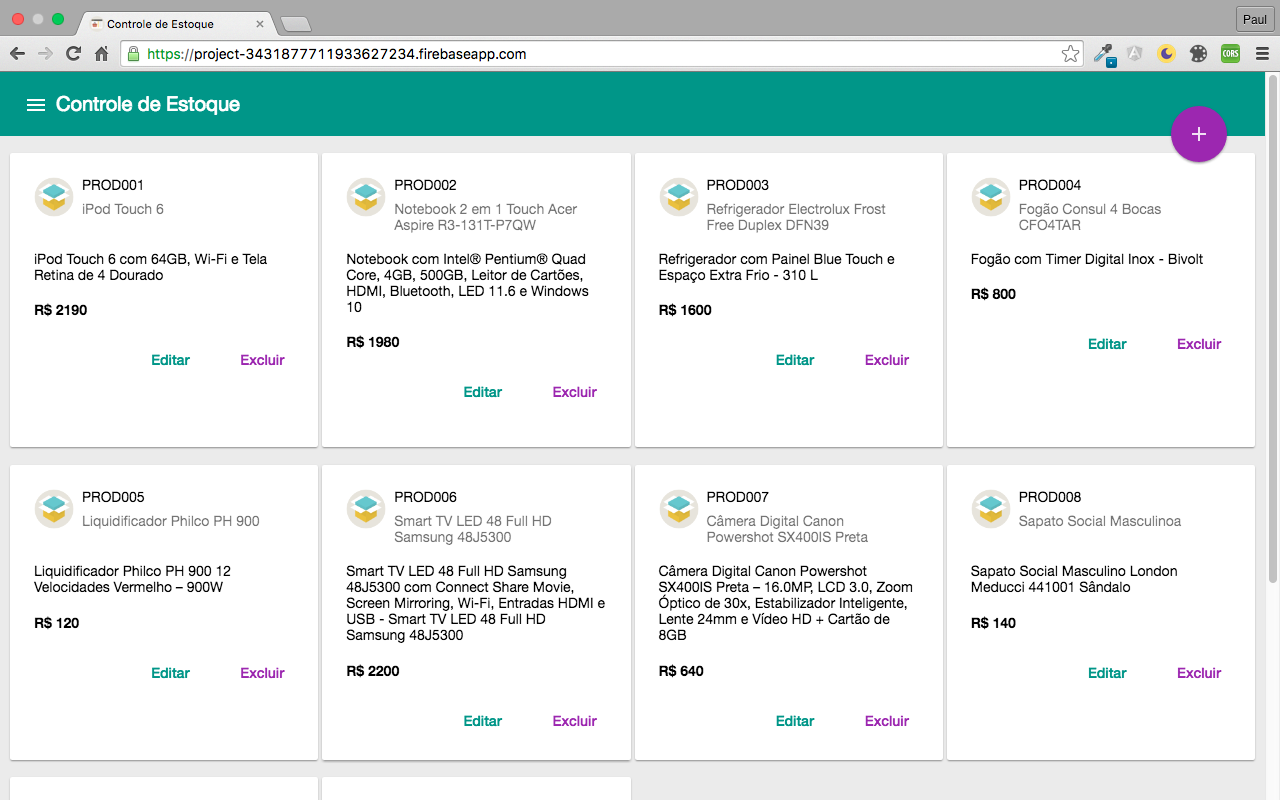 Controle de Estoque
Paul
https://project-3431877711933627234.firebaseapp.com
CORS
Controle de Estoque
+
PROD001
iPod Touch 6
iPod Touch 6 com 64GB, Wi-Fi e Tela
Retina de 4 Dourado
R$ 2190
Editar Excluir
PROD002
Notebook 2 em 1 Touch Acer
Aspire R3-131T-P7QW
Notebook com Intel® Pentium® Quad
Core, 4GB, 500GB, Leitor de Cartões,
HDMI, Bluetooth, LED 11.6 e Windows
10
R$ 1980
Editar Excluir
PROD003
Refrigerador Electrolux Frost
Free Duplex DFN39
Refrigerador com Painel Blue Touch e
Espaço Extra Frio - 310 L
R$ 1600
Editar Excluir
PROD004
Fogão Consul 4 Bocas
CFO4TAR
Fogão com Timer Digital Inox - Bivolt
R$ 800
Editar Excluir
PROD005
Liquidificador Philco PH 900
Liquidificador Philco PH 900 12
Velocidades Vermelho – 900W
R$ 120
Editar Excluir
PROD006
Smart TV LED 48 Full HD
Samsung 48J5300
Smart TV LED 48 Full HD Samsung
48J5300 com Connect Share Movie,
Screen Mirroring, Wi-Fi, Entradas HDMI e
USB - Smart TV LED 48 Full HD
Samsung 48J5300
R$ 2200
Editar Excluir
PROD007
Câmera Digital Canon
Powershot SX400IS Preta
Câmera Digital Canon Powershot
SX400IS Preta – 16.0MP, LCD 3.0, Zoom
Óptico de 30x, Estabilizador Inteligente,
Lente 24mm e Vídeo HD + Cartão de
8GB
R$ 640
Editar Excluir
PROD008
Sapato Social Masculinoa
Sapato Social Masculino London
Meducci 441001 Sândalo
R$ 140
Editar Excluir